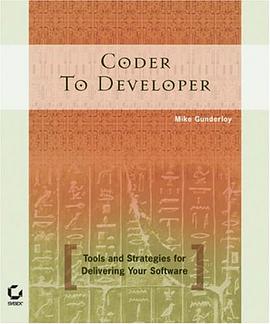 CODER
TO DEVELOPER
Mike Gunderloy
[ Tools and Strategies for
Delivering Your Software ]
SYBEX